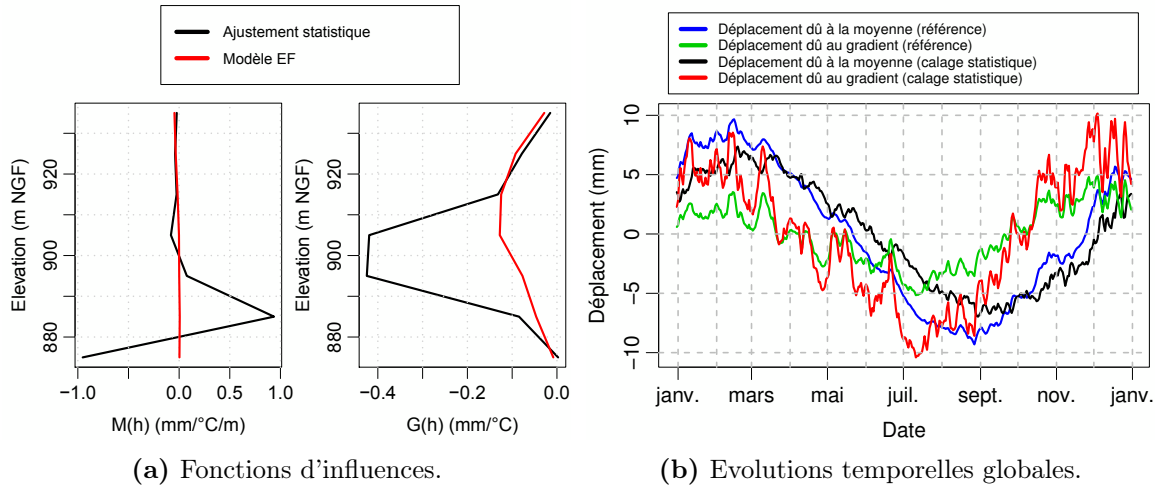 Ajustement statistique
Modèle EF
Elevation (m NGF)
880 900 920
−1.0 0.0 0.5 1.0
M(h) (mm/°C/m)
Elevation (m NGF)
880 900 920
−0.4 −0.2 0.0
G(h) (mm/°C)
(a) Fonctions d'influences.
Déplacement dû à la moyenne (référence)
Déplacement dû au gradient (référence)
Déplacement dû à la moyenne (calage statistique)
Déplacement dû au gradient (calage statistique)
Déplacement (mm)
−10 −5 0 5 10
janv. mars mai juil. sept. nov. janv.
Date
(b) Evolutions temporelles globales.